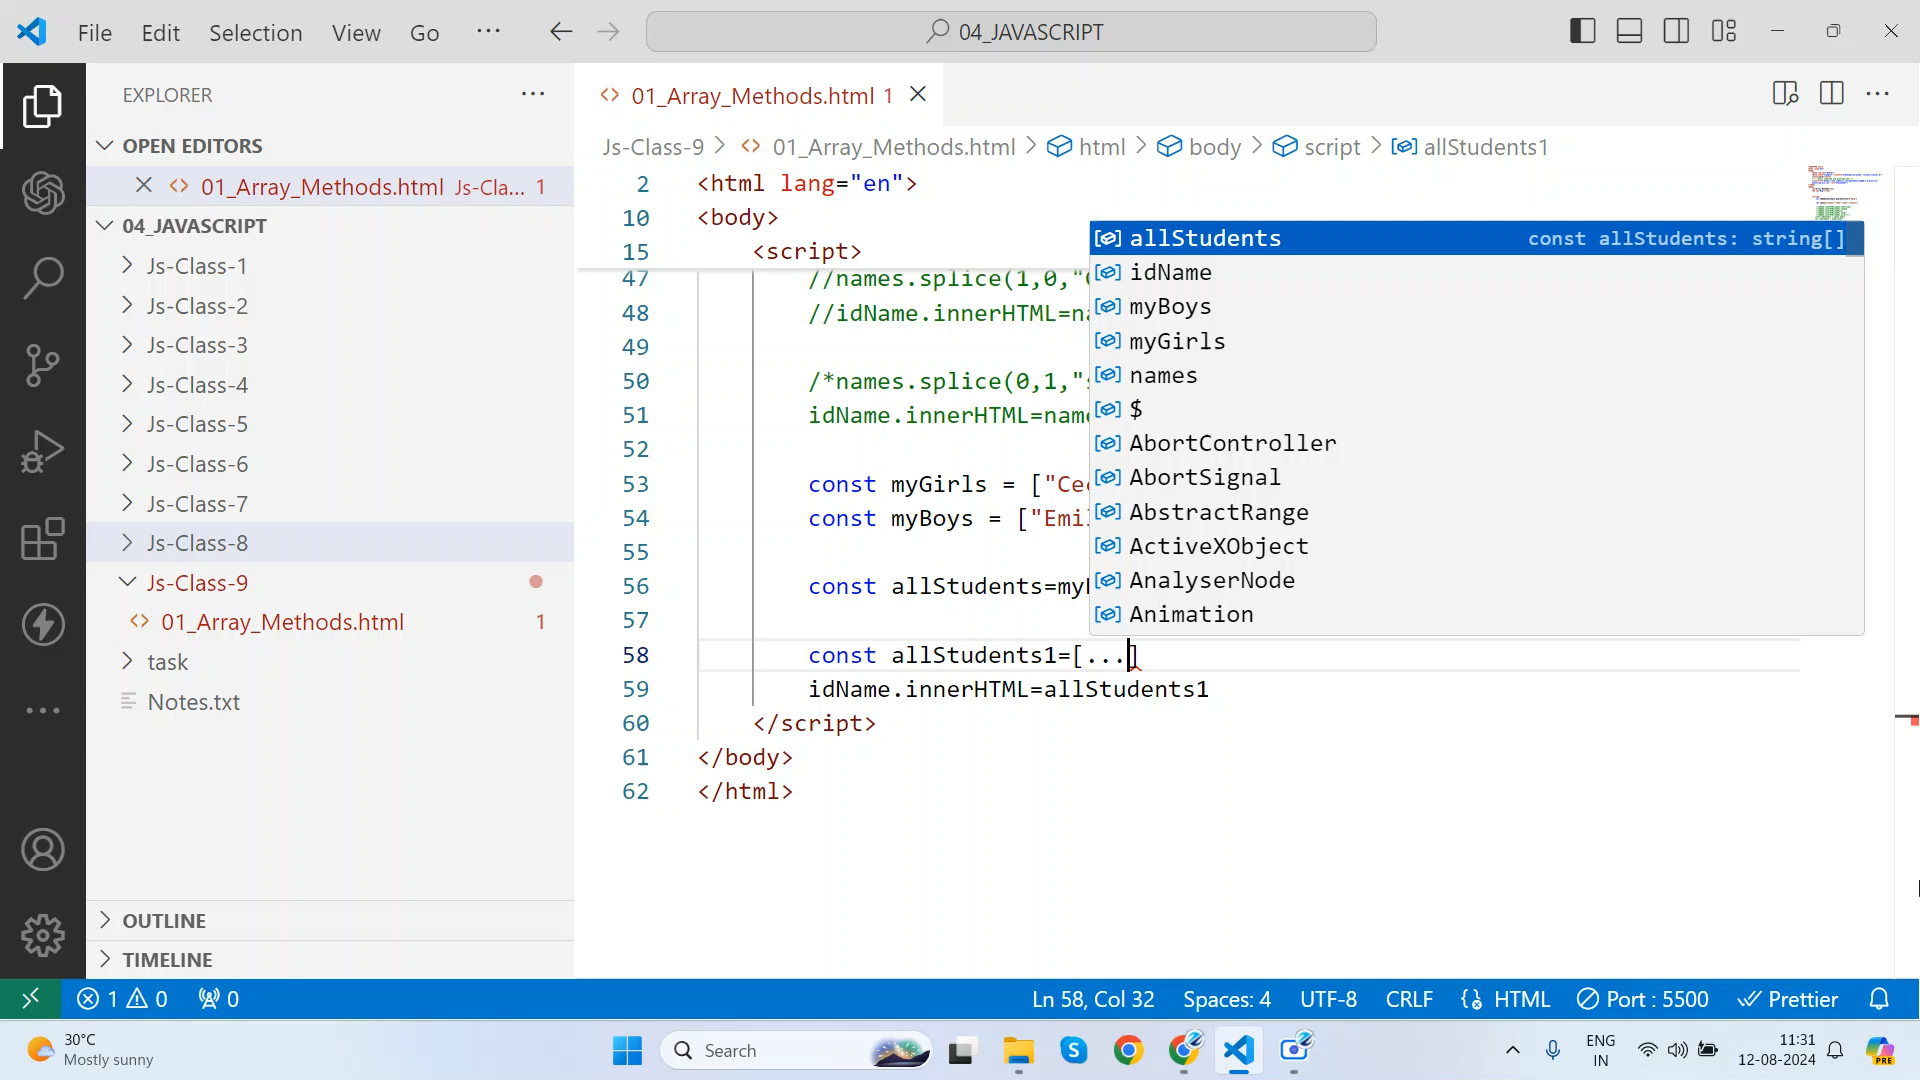 File Edit Selection View Go ··· 04_JAVASCRIPT
EXPLORER ···
OPEN EDITORS
01_Array_Methods.html Js-Cla... 1
04_JAVASCRIPT
Js-Class-1
Js-Class-2
Js-Class-3
Js-Class-4
Js-Class-5
Js-Class-6
Js-Class-7
Js-Class-8
Js-Class-9
01_Array_Methods.html 1
task
Notes.txt
OUTLINE
TIMELINE
01_Array_Methods.html 1
Js-Class-9 > 01_Array_Methods.html > html > body > script > allStudents1
2 <html lang="en">
10 <body>
15 <script>
47 //names.splice(1,0,"
48 //idName.innerHTML=na
49
50 /*names.splice(0,1,"s
51 idName.innerHTML=name
52
53 const myGirls = ["Cec
54 const myBoys = ["Emil
55
56 const allStudents=my
57
58 const allStudents1=[...]
59 idName.innerHTML=allStudents1
60 </script>
61 </body>
62 </html>
allStudents const allStudents: string[]
idName
myBoys
myGirls
names
$
AbortController
AbortSignal
AbstractRange
ActiveXObject
AnalyserNode
Animation
1 0 0 Ln 58, Col 32 Spaces: 4 UTF-8 CRLF HTML Port : 5500 Prettier
30°C
Mostly sunny
Search
ENG
IN
11:31
12-08-2024
PRE